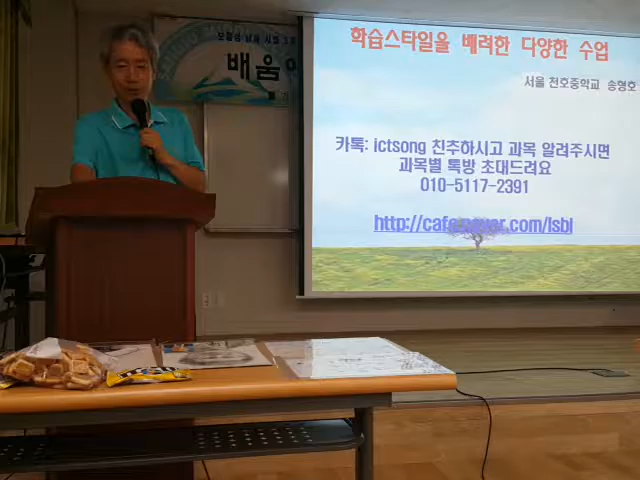 학습스타일을 배려한 다양한 수업
서울 천호중학교 송형호
카톡: ictsong 친추하시고 과목 알려주시면
과목별 톡방 초대드려요
010-5117-2391
http://cafe.naver.com/lsbl
배움